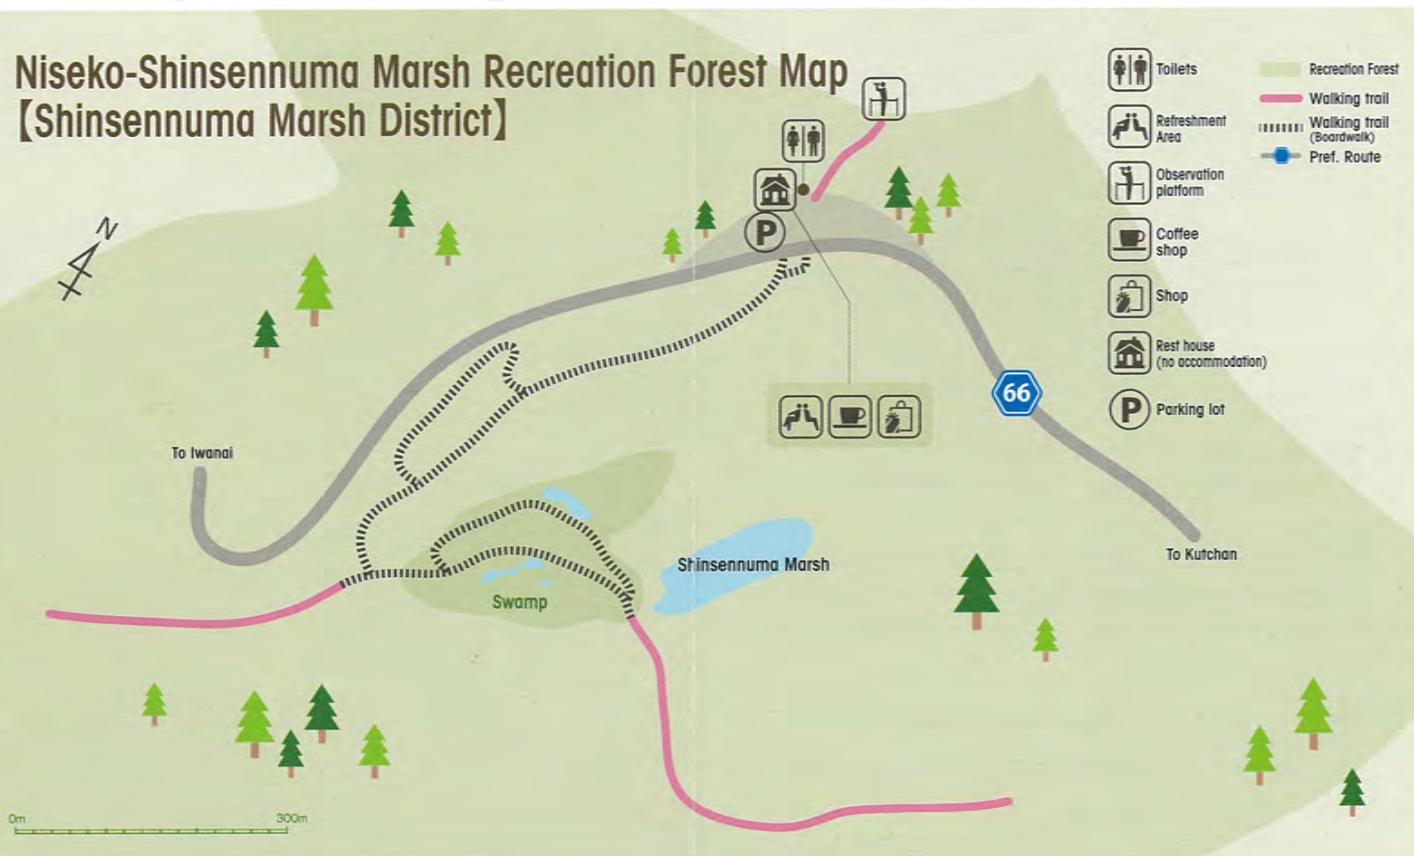 Niseko-Shinsennuma Marsh Recreation Forest Map
【Shinsennuma Marsh District】
N
P
66
To Iwanai
To Kutchan
Shinsennuma Marsh
Swamp
0m
300m
Toilets
Refreshment
Area
Observation
platform
Coffee
shop
Shop
Rest house
(no accommodation)
P
Parking lot
Recreation Forest
Walking trail
Walking trail
(Boardwalk)
Pref. Route